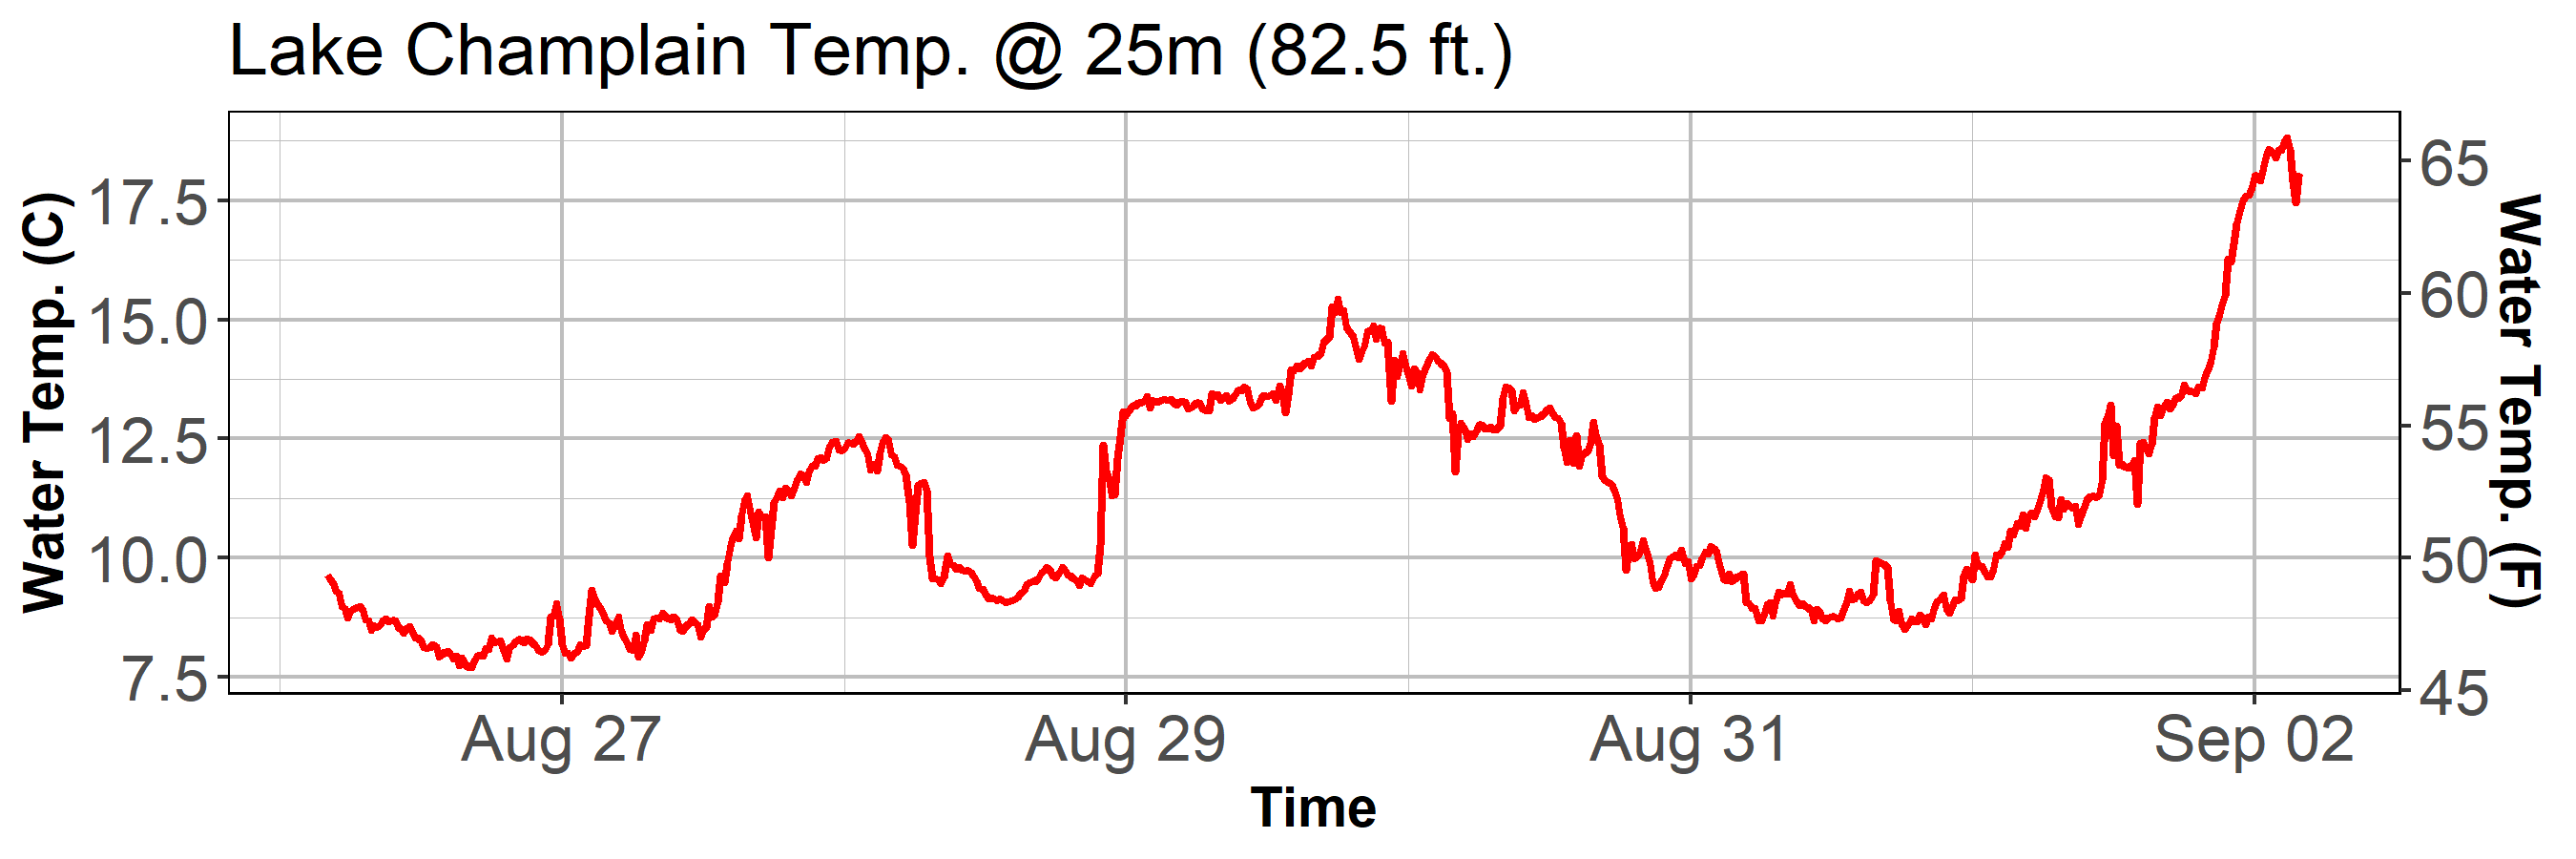 Lake Champlain Temp. @ 25m (82.5 ft.)
Water Temp. (C)
17.5
15.0
12.5
10.0
7.5
65
60
55
50
45
Water Temp. (F)
Aug 27
Aug 29
Aug 31
Sep 02
Time